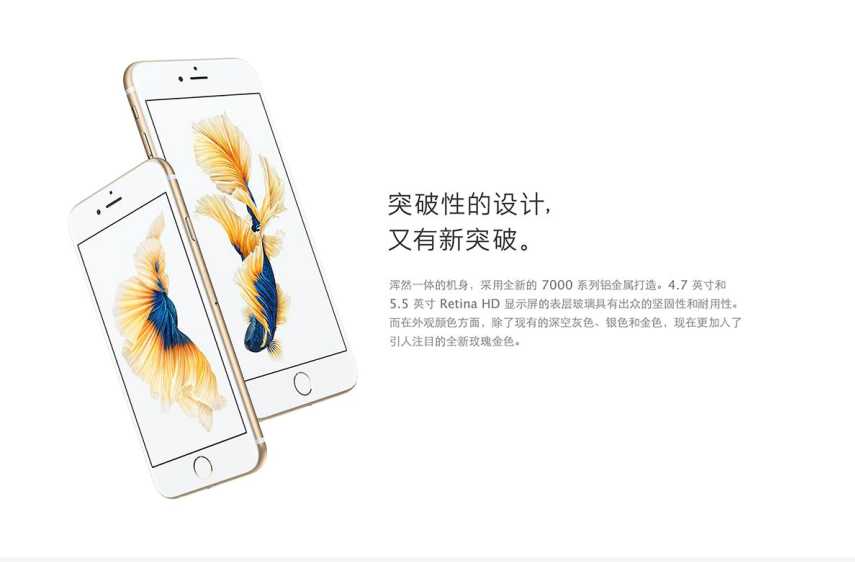 突破性的设计，
又有新突破。
浑然一体的机身，采用全新的 7000 系列铝金属打造。4.7 英寸和
5.5 英寸 Retina HD 显示屏的表层玻璃具有出众的坚固性和耐用性。
而在外观颜色方面，除了现有的深空灰色、银色和金色，现在更加入了
引人注目的全新玫瑰金色。